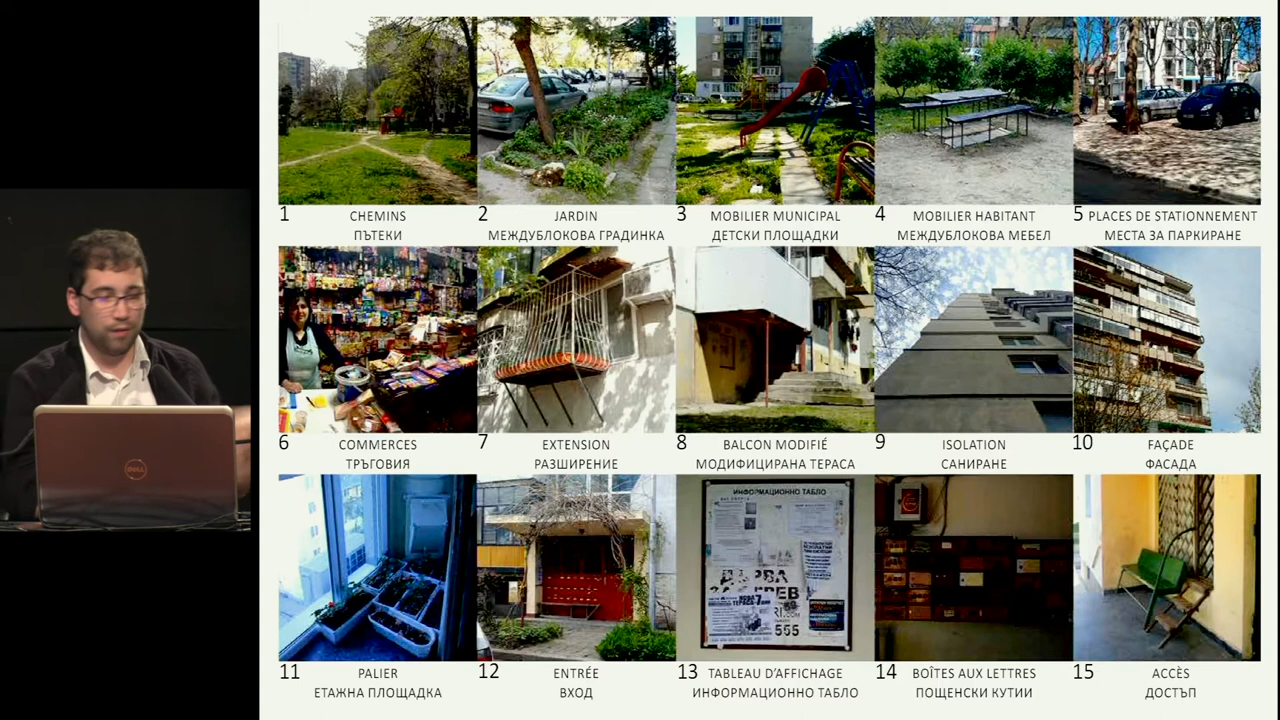 1 CHEMINS
ПЪТЕКИ
2 JARDIN
МЕЖДУБЛОКОВА ГРАДИНКА
3 MOBILIER MUNICIPAL
ДЕТСКИ ПЛОЩАДКИ
4 MOBILIER HABITANT
МЕЖДУБЛОКОВА МЕБЕЛ
5 PLACES DE STATIONNEMENT
МЕСТА ЗА ПАРКИРАНЕ
6 COMMERCES
ТРЪГОВИЯ
7 EXTENSION
РАЗШИРЕНИЕ
8 BALCON MODIFIÉ
МОДИФИЦИРАНА ТЕРАСА
9 ISOLATION
САНИРАНЕ
10 FAÇADE
ФАСАДА
DELL
ИНФОРМАЦИОННО ТАБЛО
11 PALIER
ЕТАЖНА ПЛОЩАДКА
12 ENTRÉE
ВХОД
13 TABLEAU D'AFFICHAGE
ИНФОРМАЦИОННО ТАБЛО
14 BOÎTES AUX LETTRES
ПОЩЕНСКИ КУТИИ
15 ACCÈS
ДОСТЪП